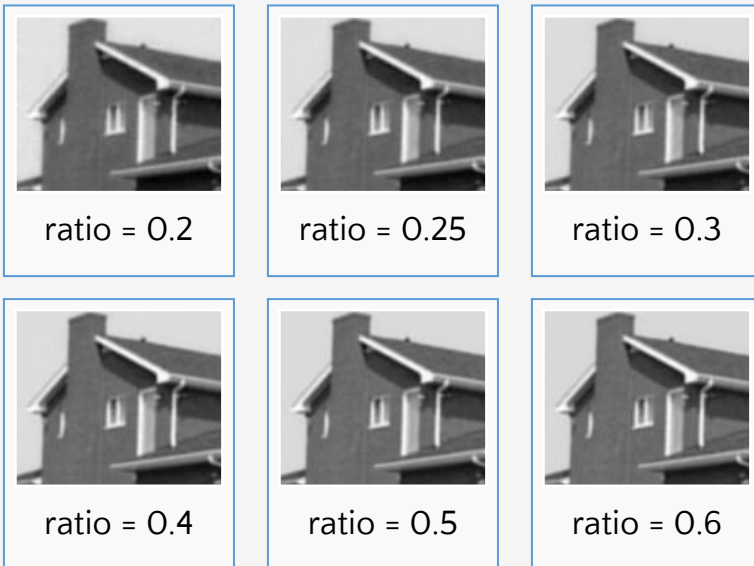 ratio = 0.2
ratio = 0.25
ratio = 0.3
ratio = 0.4
ratio = 0.5
ratio = 0.6